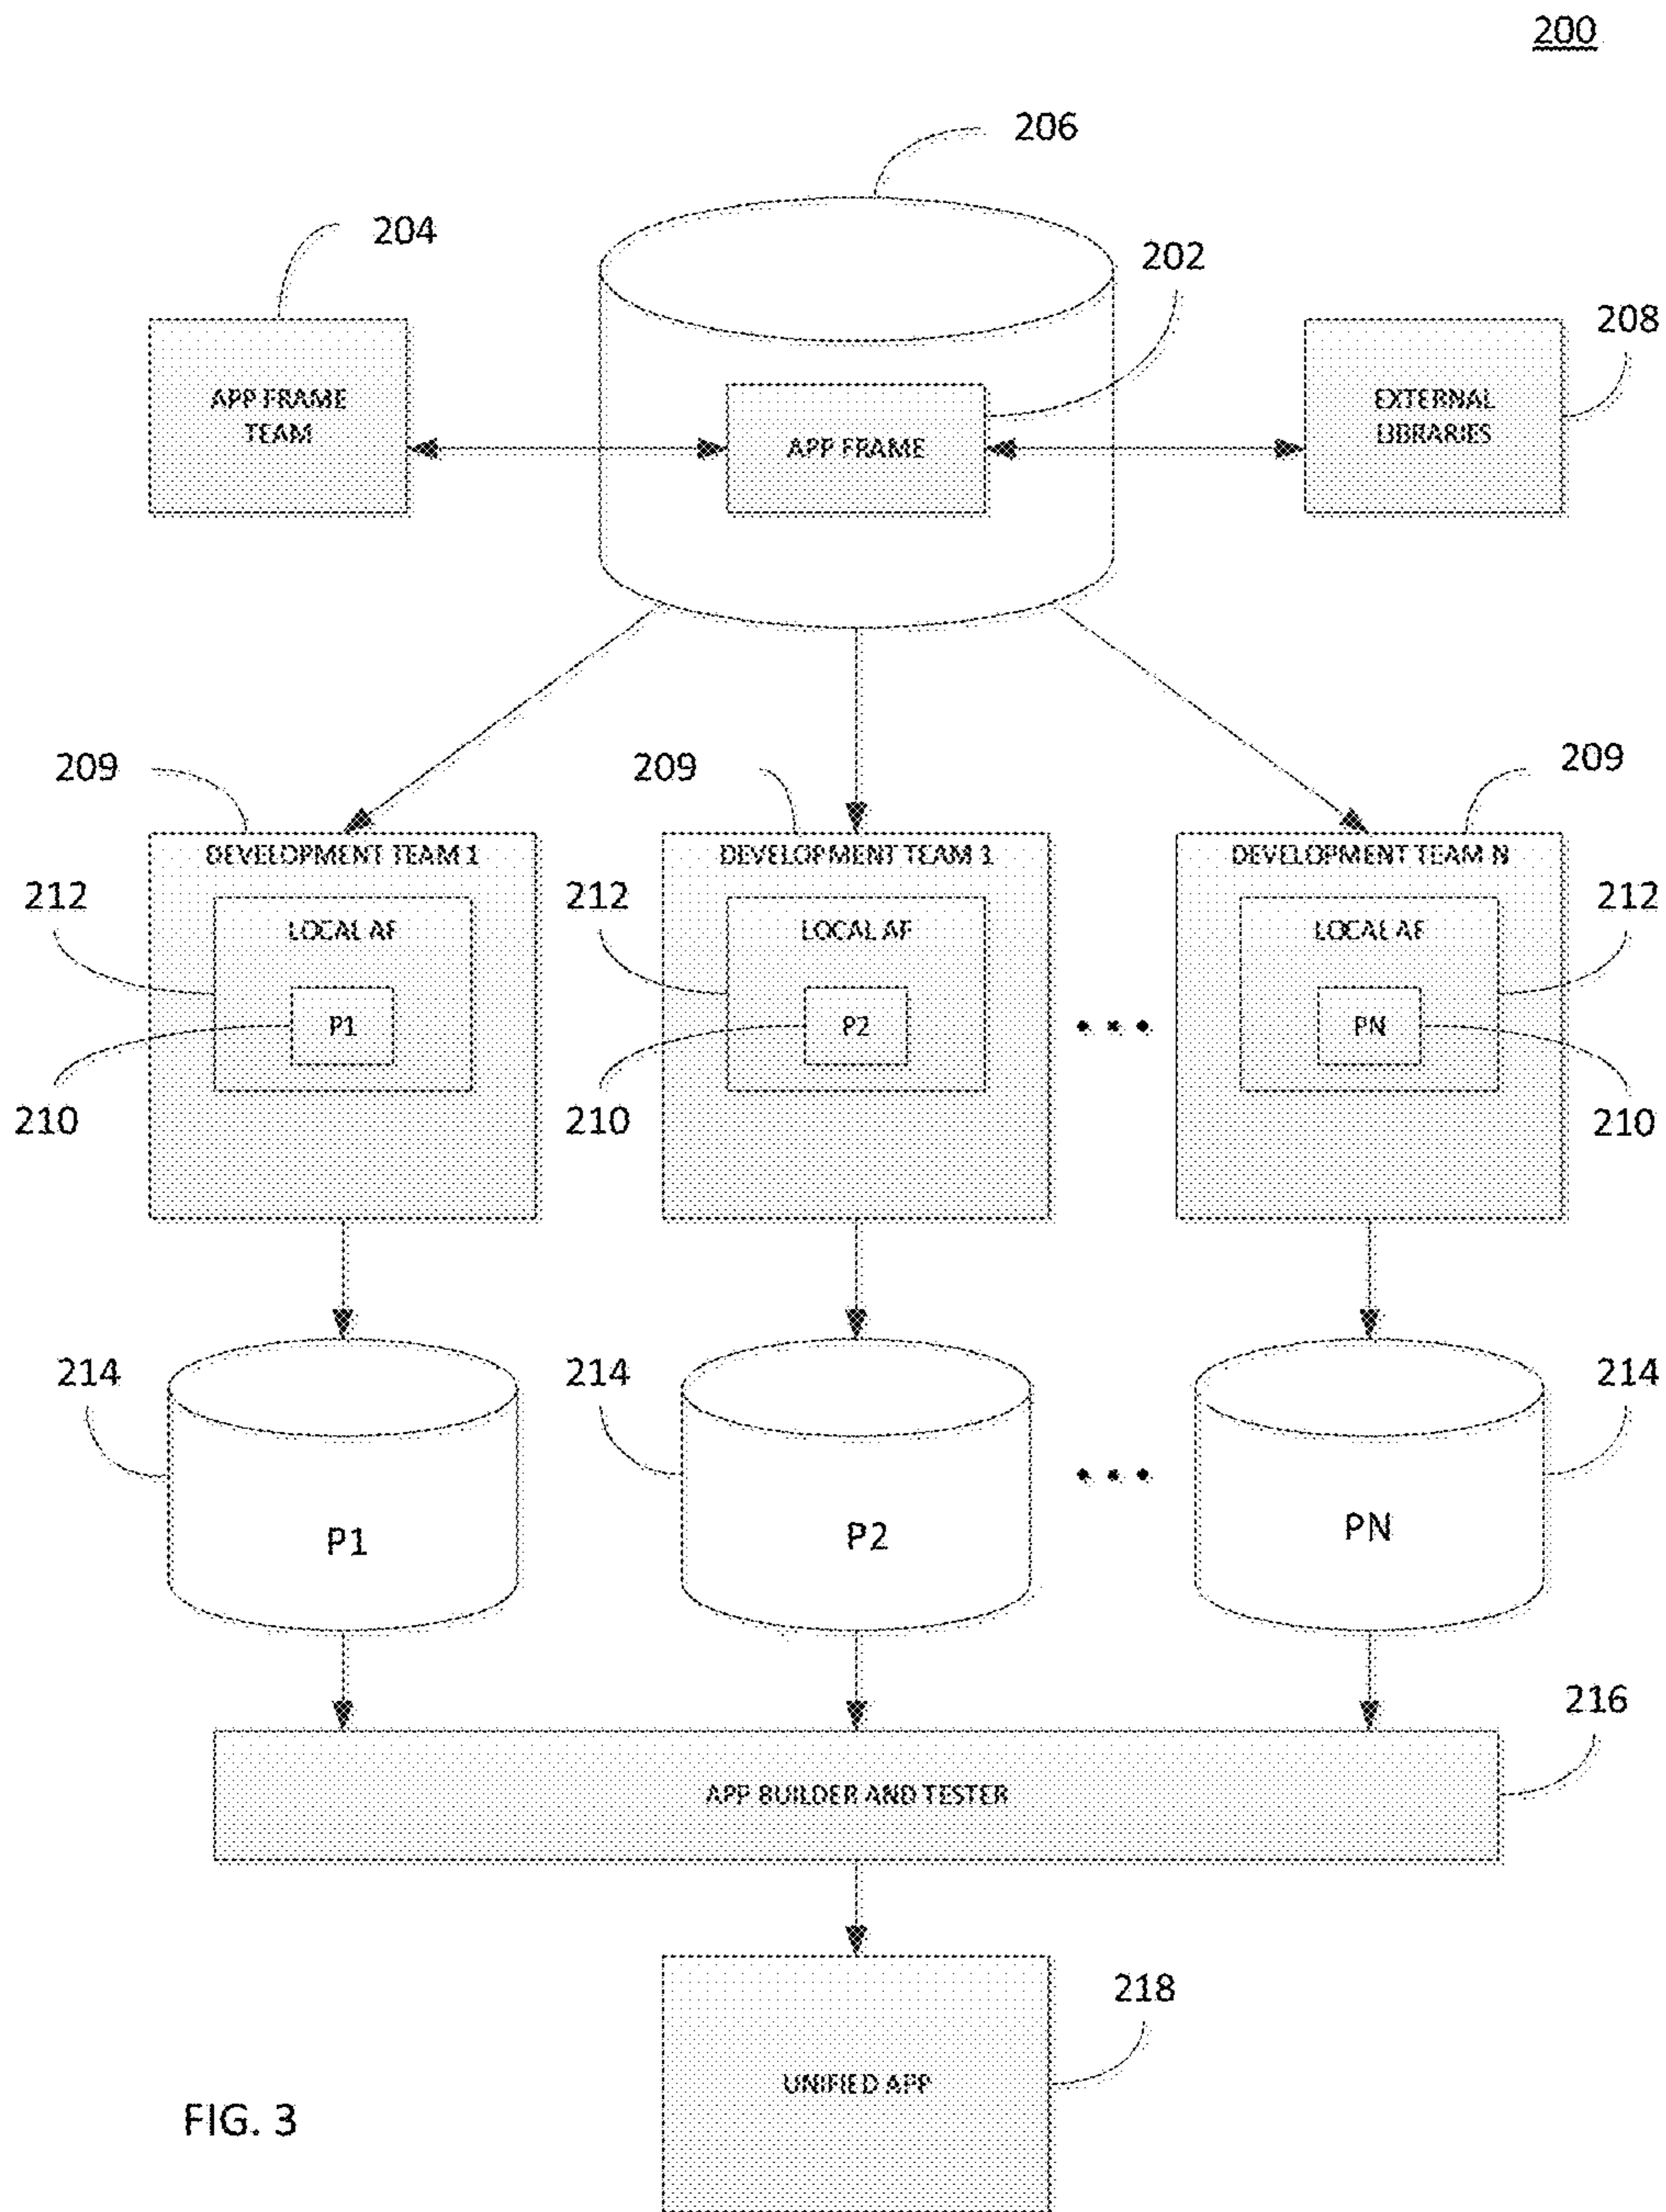 200
206
204
202
208
APP FRAME
TEAM
APP FRAME
EXTERNAL
LIBRARIES
209
209
209
DEVELOPMENT TEAM 1
DEVELOPMENT TEAM 1
DEVELOPMENT TEAM N
212
212
212
LOCAL AF
LOCAL AF
LOCAL AF
P1
P2
PN
210
210
210
214
214
214
P1
P2
PN
216
APP BUILDER AND TESTER
218
UNIFIED APP
FIG. 3